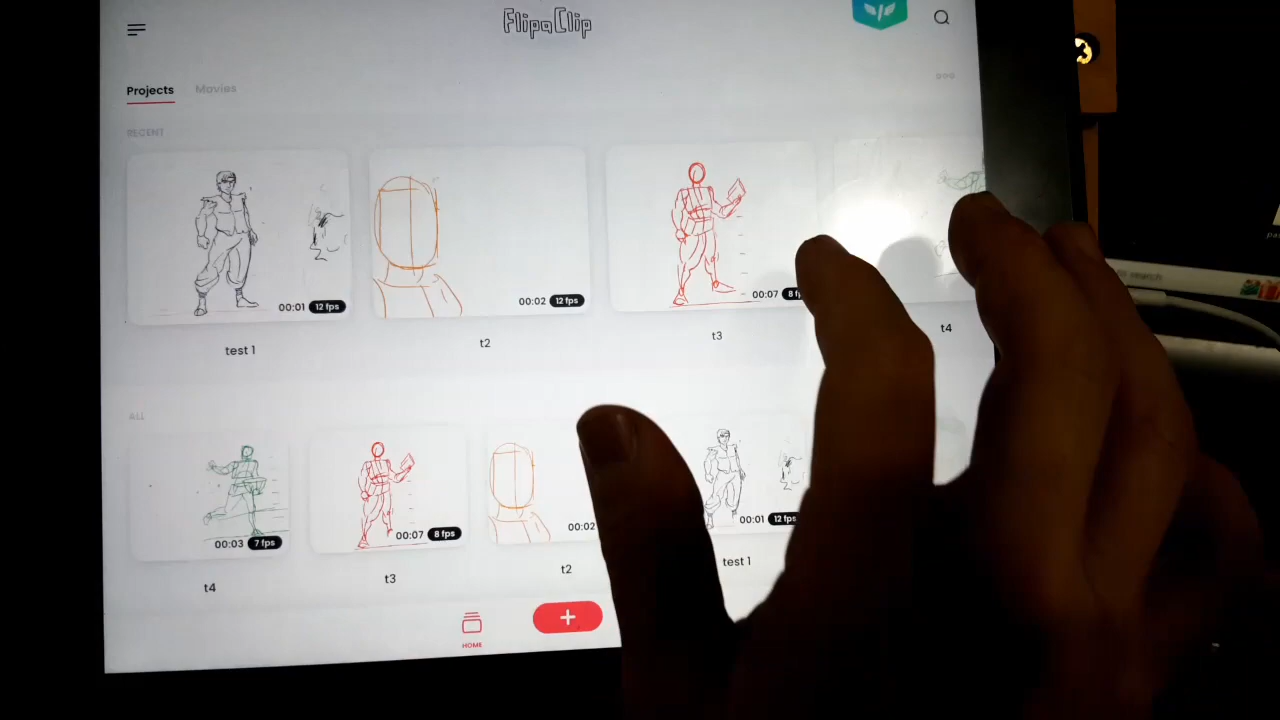 FlipaClip
Projects Movies
RECENT
00:01 12 fps
00:02 12 fps
00:07
test 1
t2
t3
t4
ALL
00:03 7 fps
00:07 8 fps
00:02
00:01 12 fps
t4
t3
t2
test 1
+
HOME